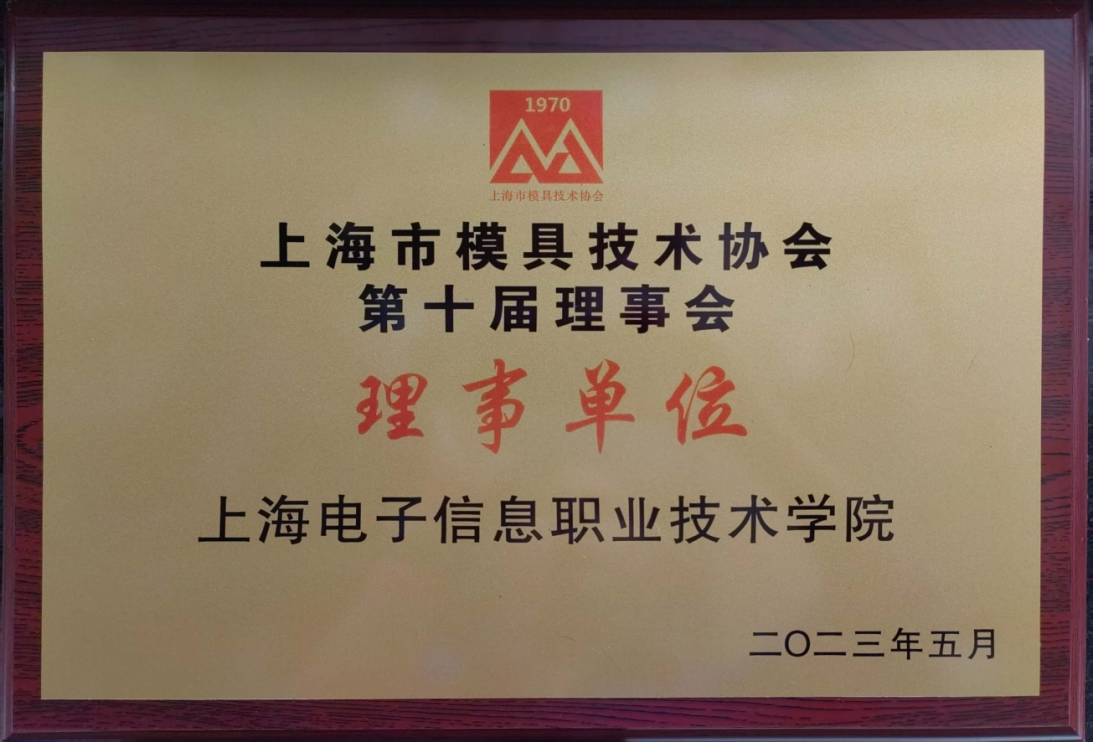 1970
上海市模具技术协会
上海市模具技术协会
第十届理事会
理事单位
上海电子信息职业技术学院
二〇二三年五月